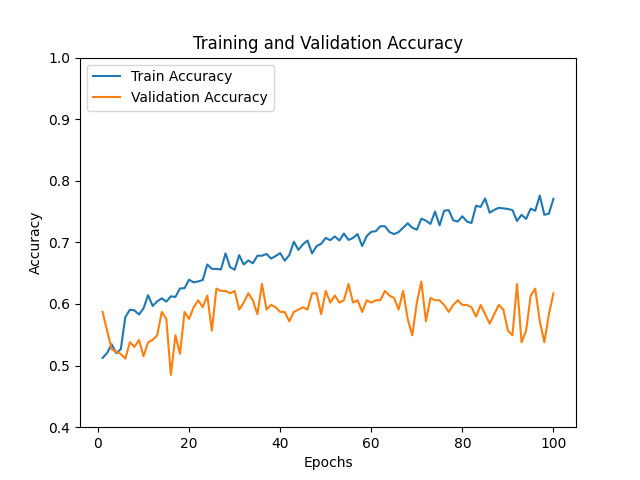 Training and Validation Accuracy
Train Accuracy
Validation Accuracy
1.0
0.9
0.8
0.7
0.6
0.5
0.4
Accuracy
0 20 40 60 80 100
Epochs